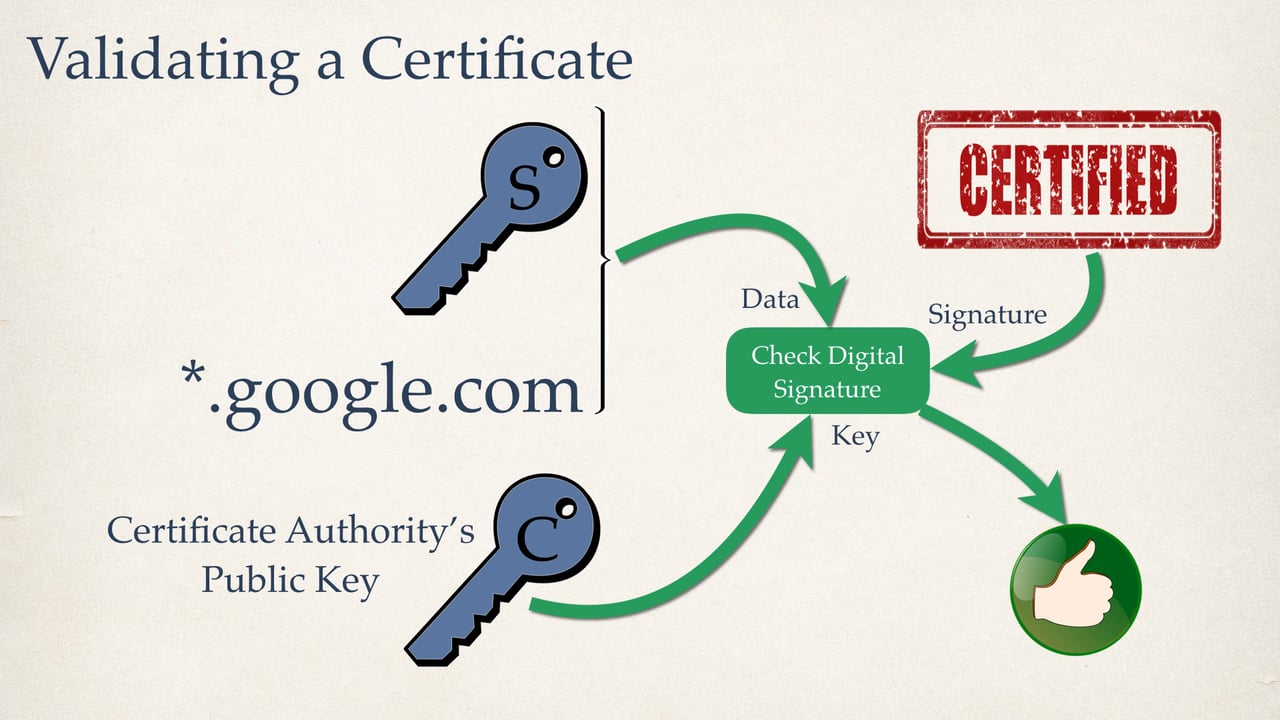 Validating a Certificate
S
*.google.com
CERTIFIED
Data
Signature
Check Digital
Signature
Key
Certificate Authority’s
Public Key
C